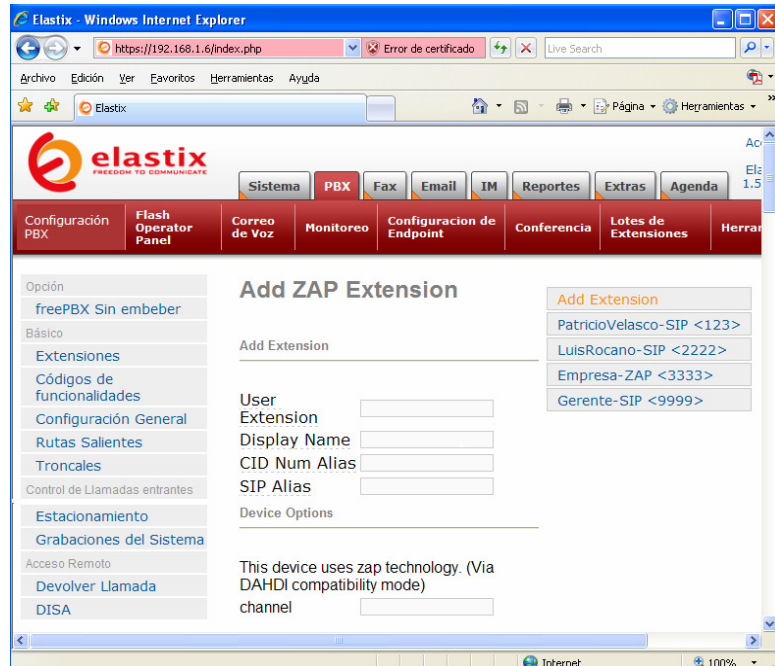 Elastix - Windows Internet Explorer
https://192.168.1.6/index.php
Error de certificado
Live Search
Archivo Edición Ver Favoritos Herramientas Ayuda
Elastix
Página
Herramientas
elastix
FREEDOM TO COMMUNICATE
Sistema PBX Fax Email IM Reportes Extras Agenda
1.5
Configuración PBX
Flash Operator Panel
Correo de Voz
Monitoreo
Configuracion de Endpoint
Conferencia
Lotes de Extensiones
Opción
freePBX Sin embeber
Básico
Extensiones
Códigos de
funcionalidades
Configuración General
Rutas Salientes
Troncales
Control de Llamadas entrantes
Estacionamiento
Grabaciones del Sistema
Acceso Remoto
Devolver Llamada
DISA
Add ZAP Extension
Add Extension
User
Extension
Display Name
CID Num Alias
SIP Alias
Device Options
This device uses zap technology. (Via
DAHDI compatibility mode)
channel
Add Extension
PatricioVelasco-SIP <123>
LuisRocano-SIP <2222>
Empresa-ZAP <3333>
Gerente-SIP <9999>
Internet
100%